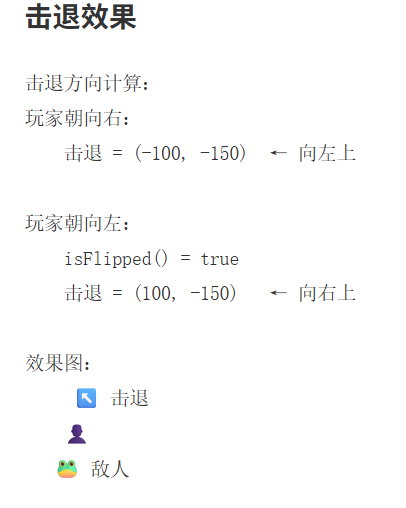 击退效果
击退方向计算：
玩家朝向右：
击退 = (-100, -150) ← 向左上
玩家朝向左：
isFlipped() = true
击退 = (100, -150) ← 向右上
效果图：
↖️ 击退
👤
🐸 敌人